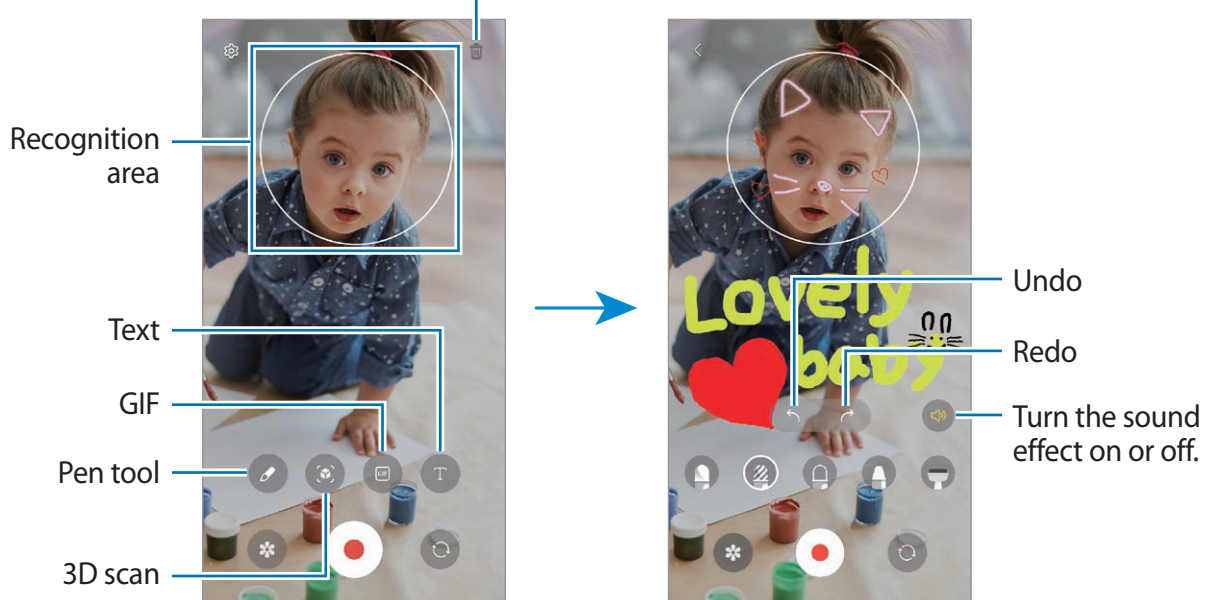 Recognition
area
Text
GIF
Pen tool
3D scan
GIF
T
Lovely
baby
Undo
Redo
Turn the sound
effect on or off.